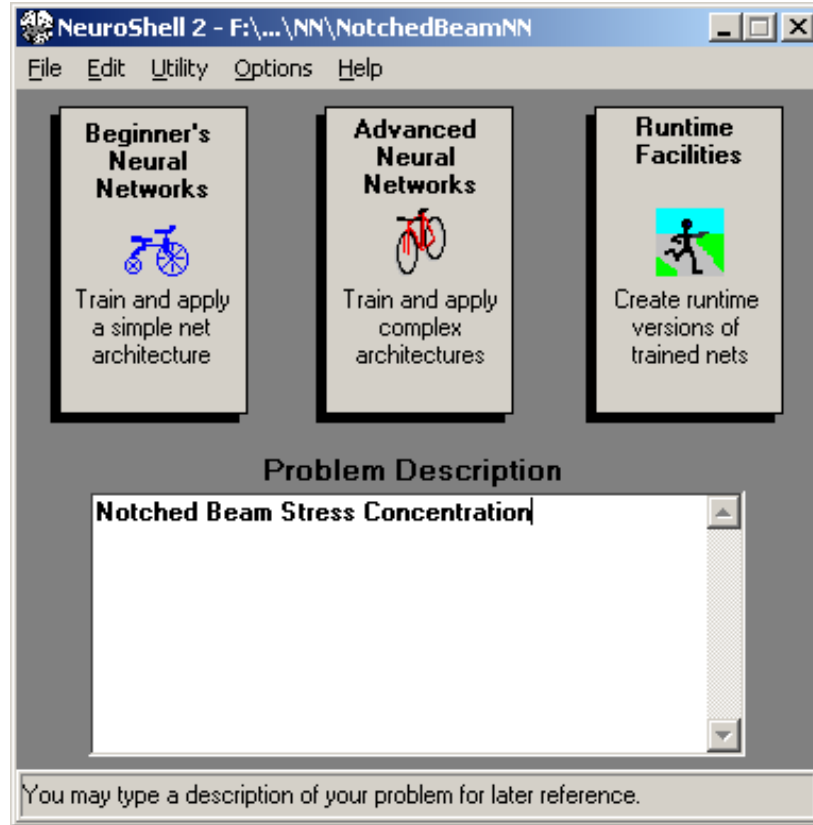 NeuroShell 2 - F:\...\NN\NotchedBeamNN
File Edit Utility Options Help
Beginner's
Neural
Networks
Train and apply
a simple net
architecture
Advanced
Neural
Networks
Train and apply
complex
architectures
Runtime
Facilities
Create runtime
versions of
trained nets
Problem Description
Notched Beam Stress Concentration
You may type a description of your problem for later reference.